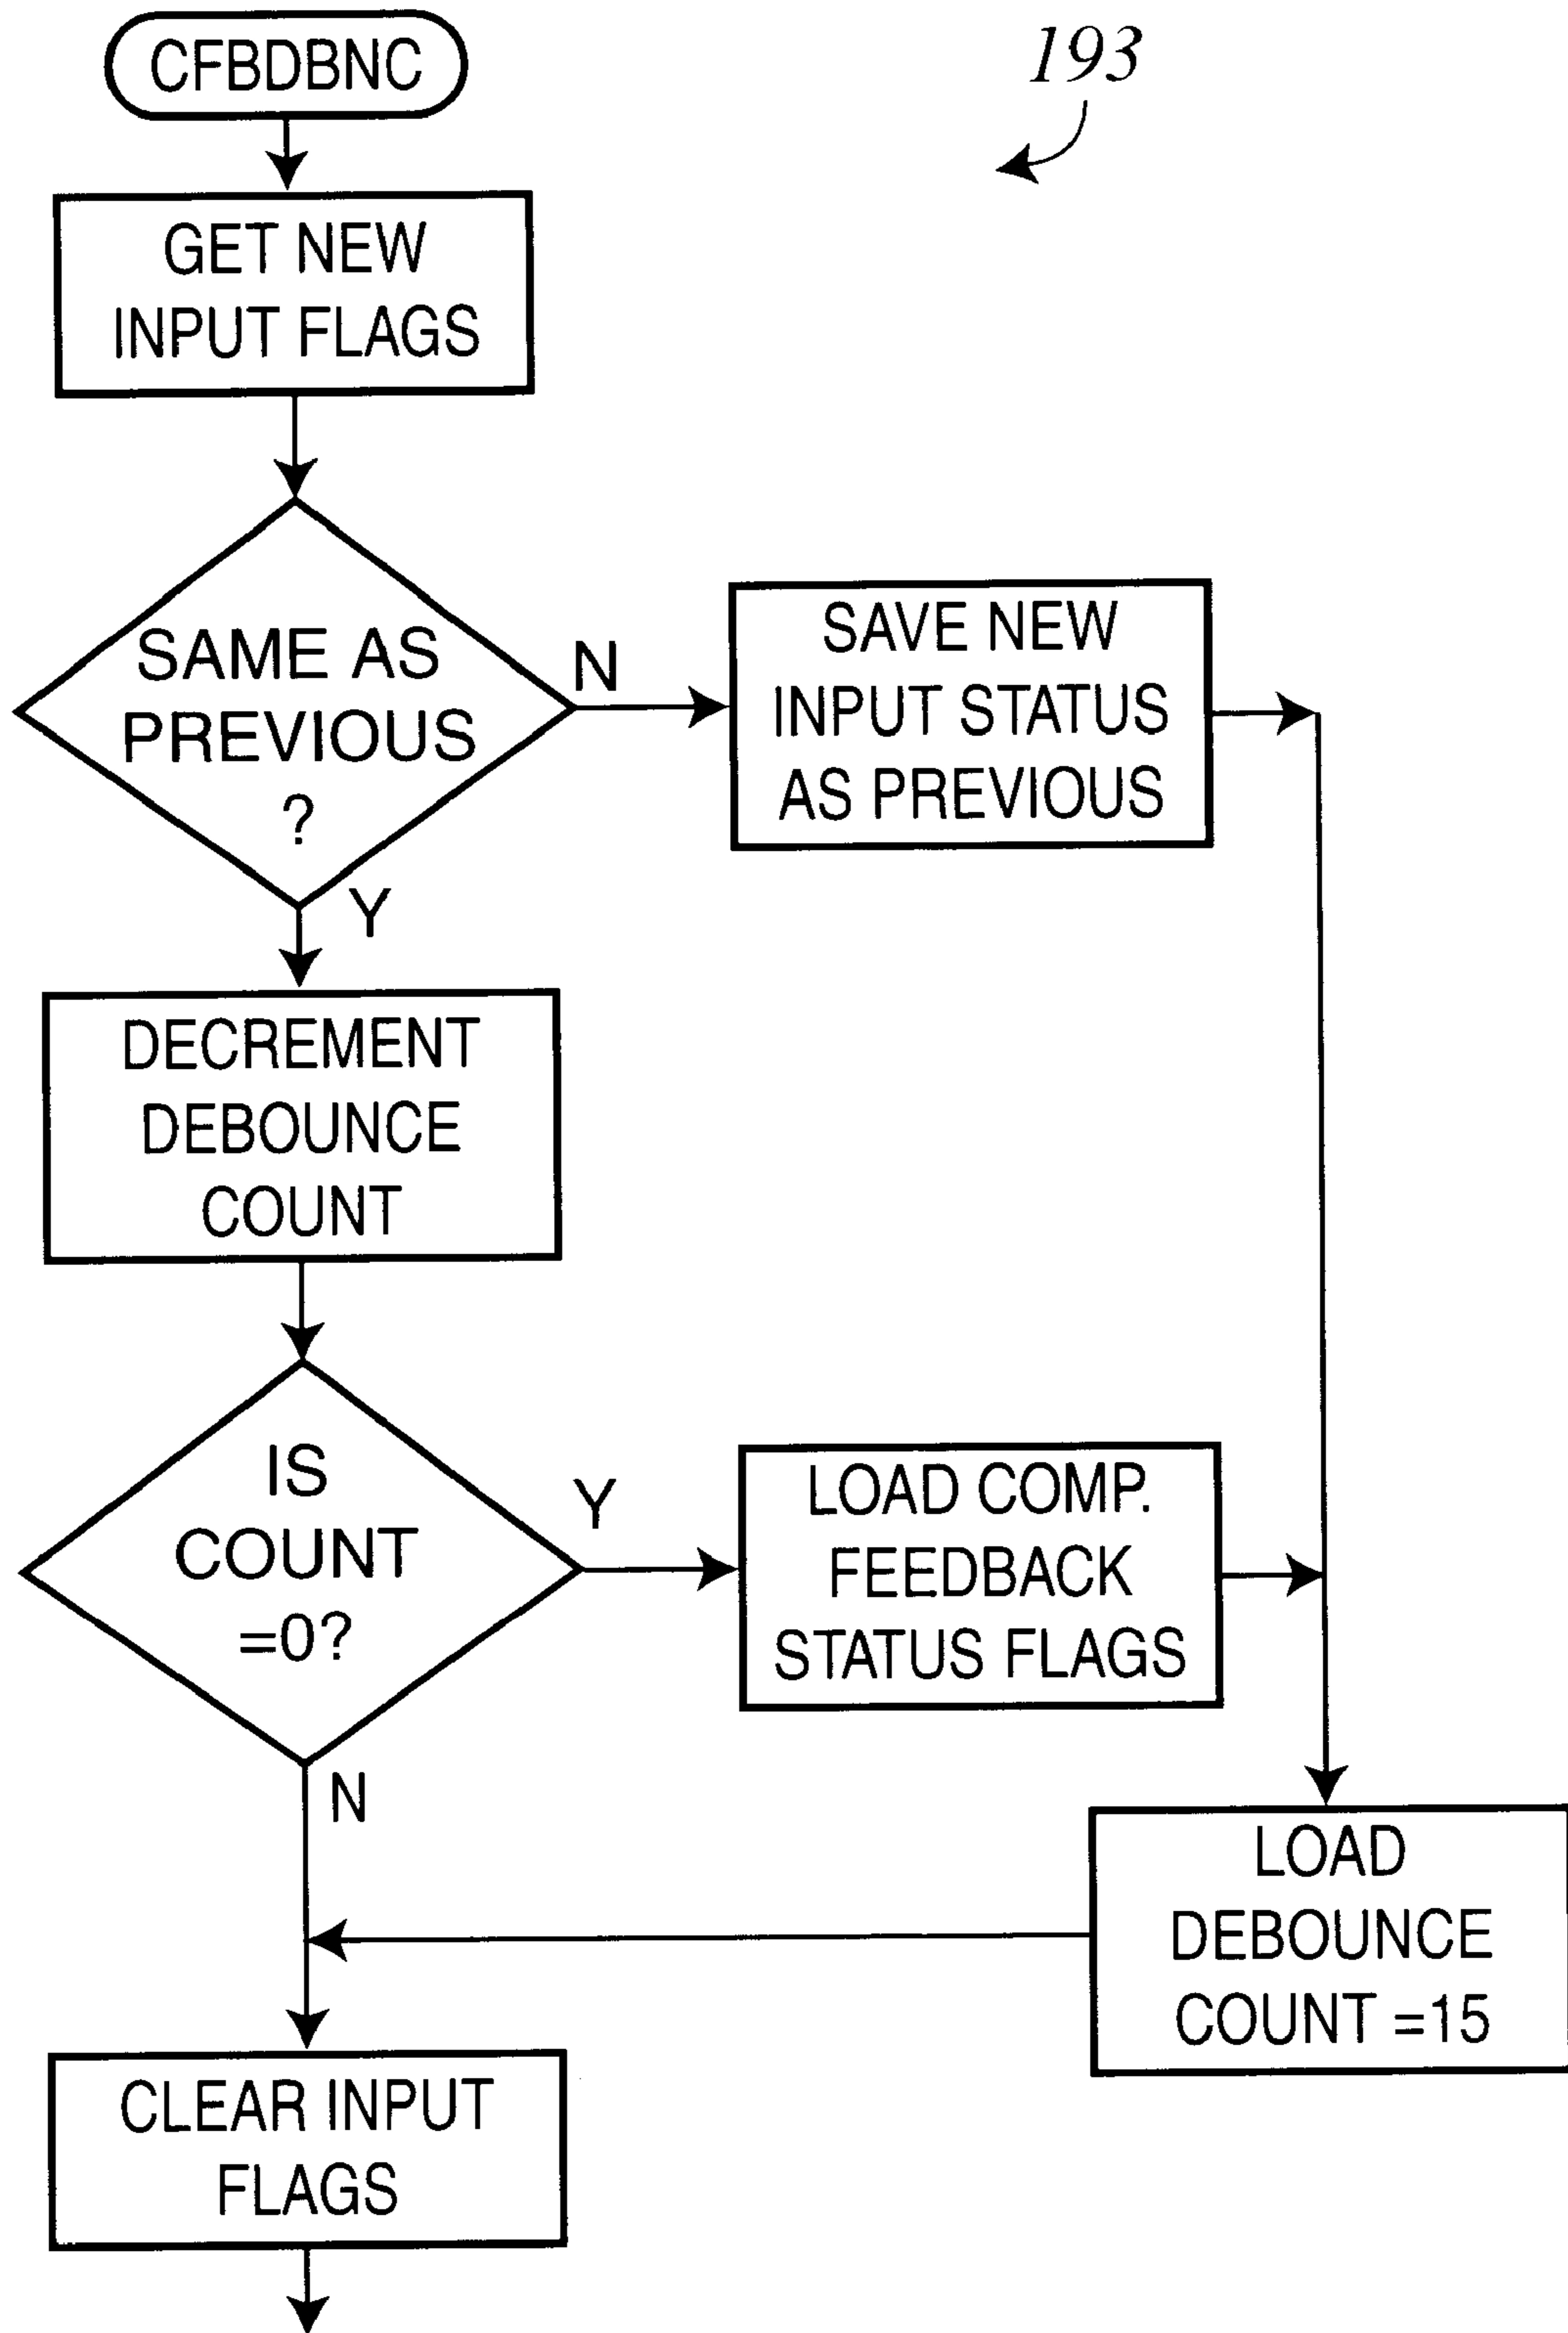 CFBDBNC
193
GET NEW
INPUT FLAGS
SAME AS
PREVIOUS
?
N
Y
SAVE NEW
INPUT STATUS
AS PREVIOUS
DECREMENT
DEBOUNCE
COUNT
IS
COUNT
=0?
Y
N
LOAD COMP.
FEEDBACK
STATUS FLAGS
LOAD
DEBOUNCE
COUNT =15
CLEAR INPUT
FLAGS